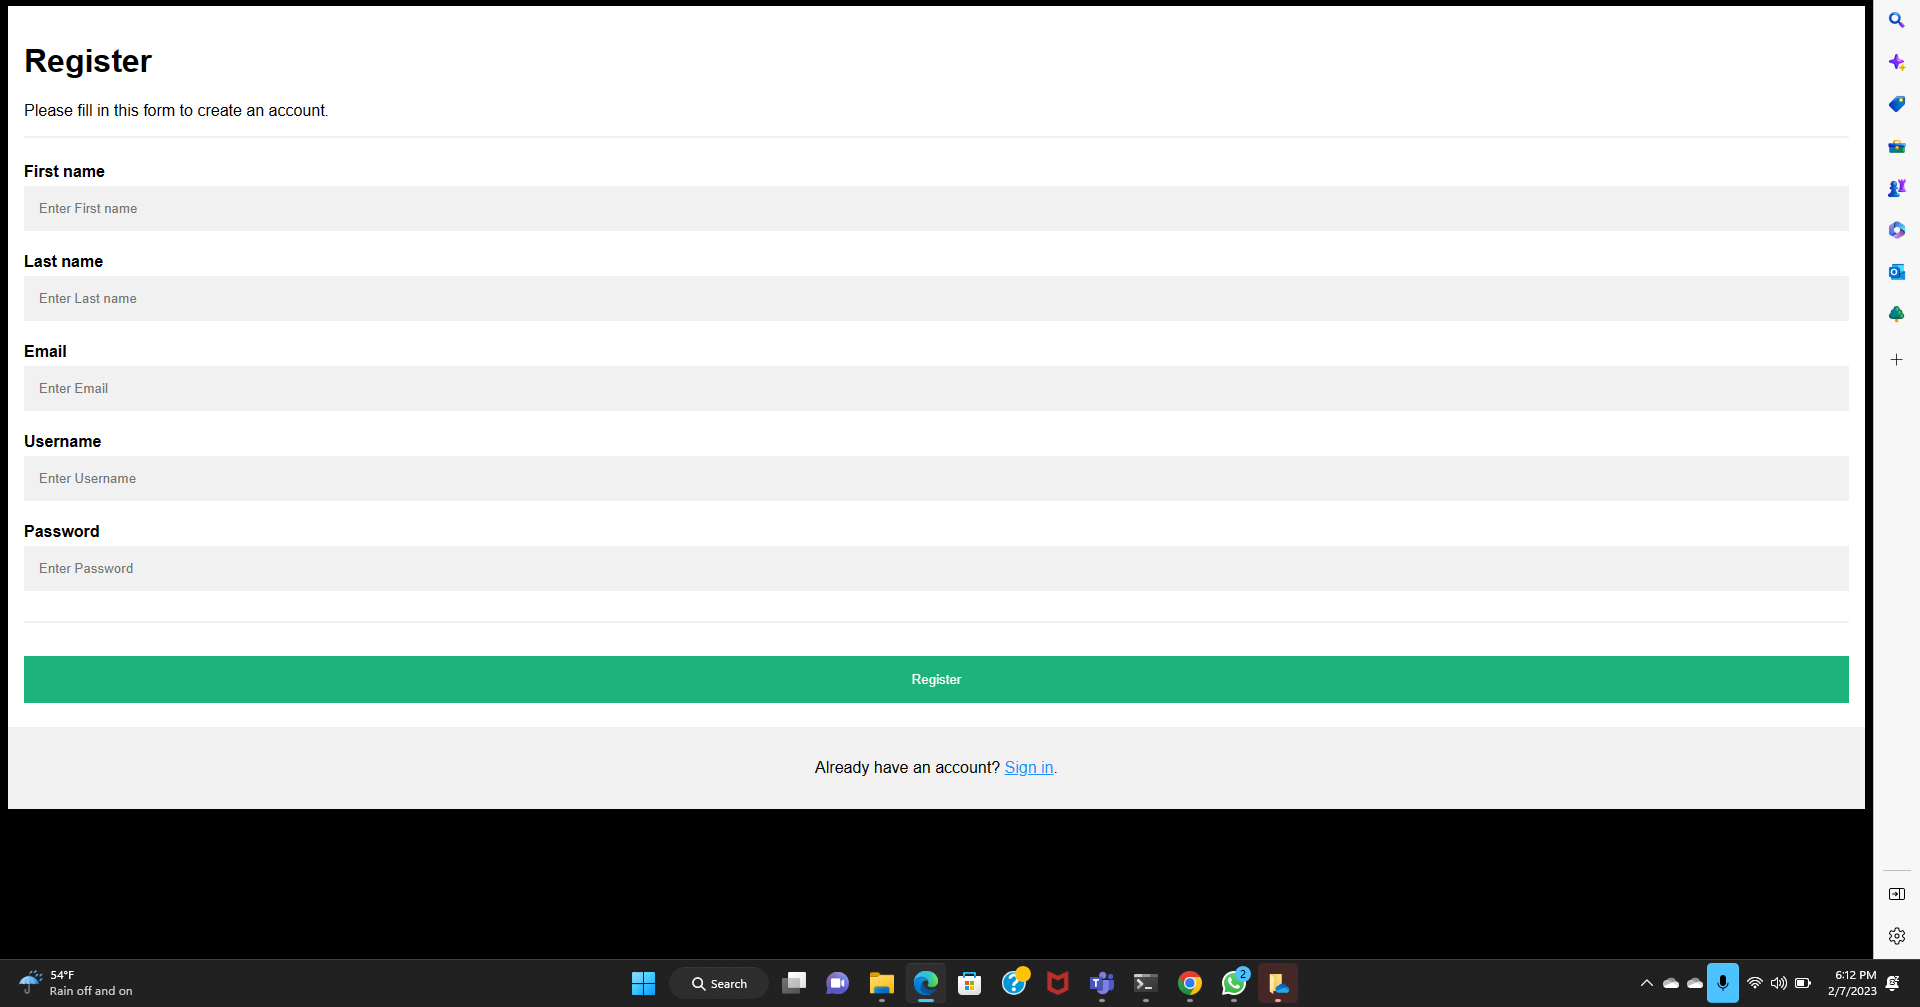 Register
Please fill in this form to create an account.
First name
Enter First name
Last name
Enter Last name
Email
Enter Email
Username
Enter Username
Password
Enter Password
Register
Already have an account? Sign in.
54°F
Rain off and on
Search
2
6:12 PM
2/7/2023